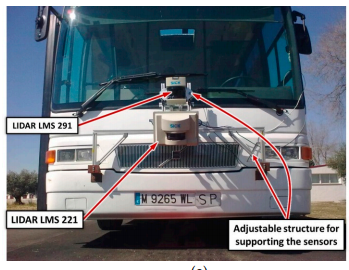 LIDAR LMS 291
LIDAR LMS 221
M 9265 WL SP
Adjustable structure for
supporting the sensors